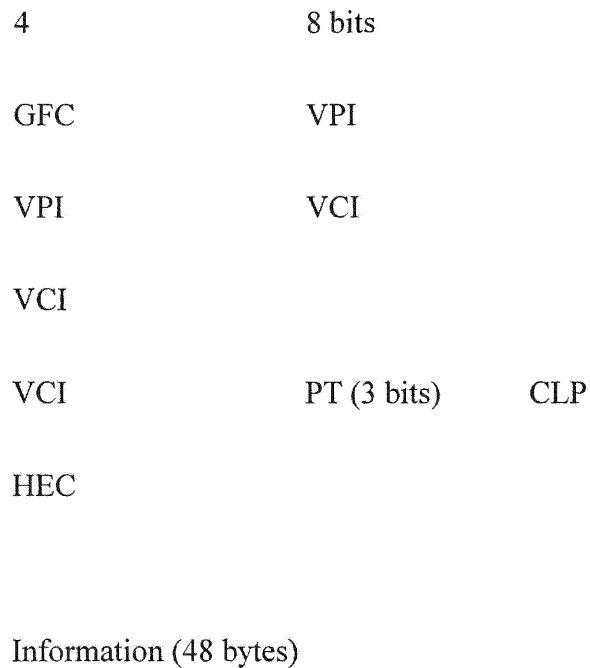 4 8 bits
GFC VPI
VPI VCI
VCI
VCI PT (3 bits) CLP
HEC
Information (48 bytes)